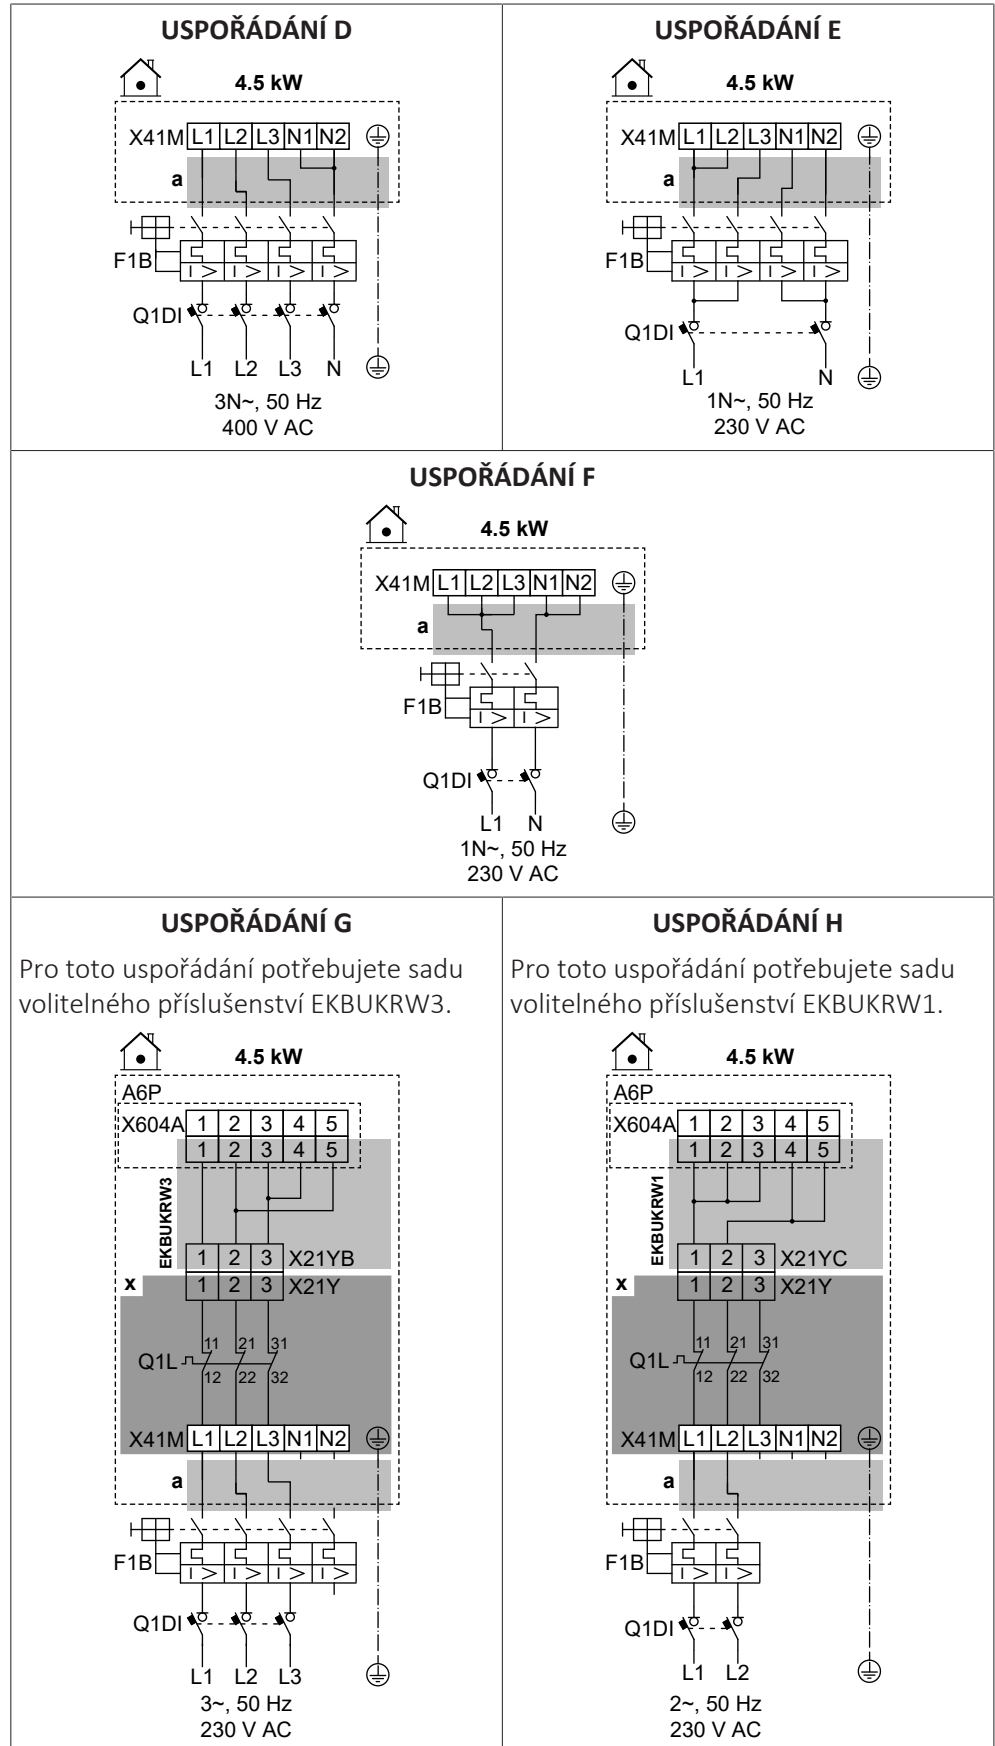 USPOŘÁDÁNÍ D
4.5 kW
X41M L1 L2 L3 N1 N2
a
F1B
I > I > I > I >
Q1DI
L1 L2 L3 N
3N~, 50 Hz
400 V AC
USPOŘÁDÁNÍ E
4.5 kW
X41M L1 L2 L3 N1 N2
a
F1B
I > I > I > I >
Q1DI
L1 N
1N~, 50 Hz
230 V AC
USPOŘÁDÁNÍ F
4.5 kW
X41M L1 L2 L3 N1 N2
a
F1B
I > I >
Q1DI
L1 N
1N~, 50 Hz
230 V AC
USPOŘÁDÁNÍ G
Pro toto uspořádání potřebujete sadu
volitelného příslušenství EKBUKRW3.
4.5 kW
A6P
X604A 1 2 3 4 5
1 2 3 4 5
EKBUKRW3
1 2 3 X21YB
x 1 2 3 X21Y
11 21 31
Q1L
12 22 32
X41M L1 L2 L3 N1 N2
a
F1B
I > I > I > I >
Q1DI
L1 L2 L3
3~, 50 Hz
230 V AC
USPOŘÁDÁNÍ H
Pro toto uspořádání potřebujete sadu
volitelného příslušenství EKBUKRW1.
4.5 kW
A6P
X604A 1 2 3 4 5
1 2 3 4 5
EKBUKRW1
1 2 3 X21YC
x 1 2 3 X21Y
11 21 31
Q1L
12 22 32
X41M L1 L2 L3 N1 N2
a
F1B
I > I >
Q1DI
L1 L2
2~, 50 Hz
230 V AC